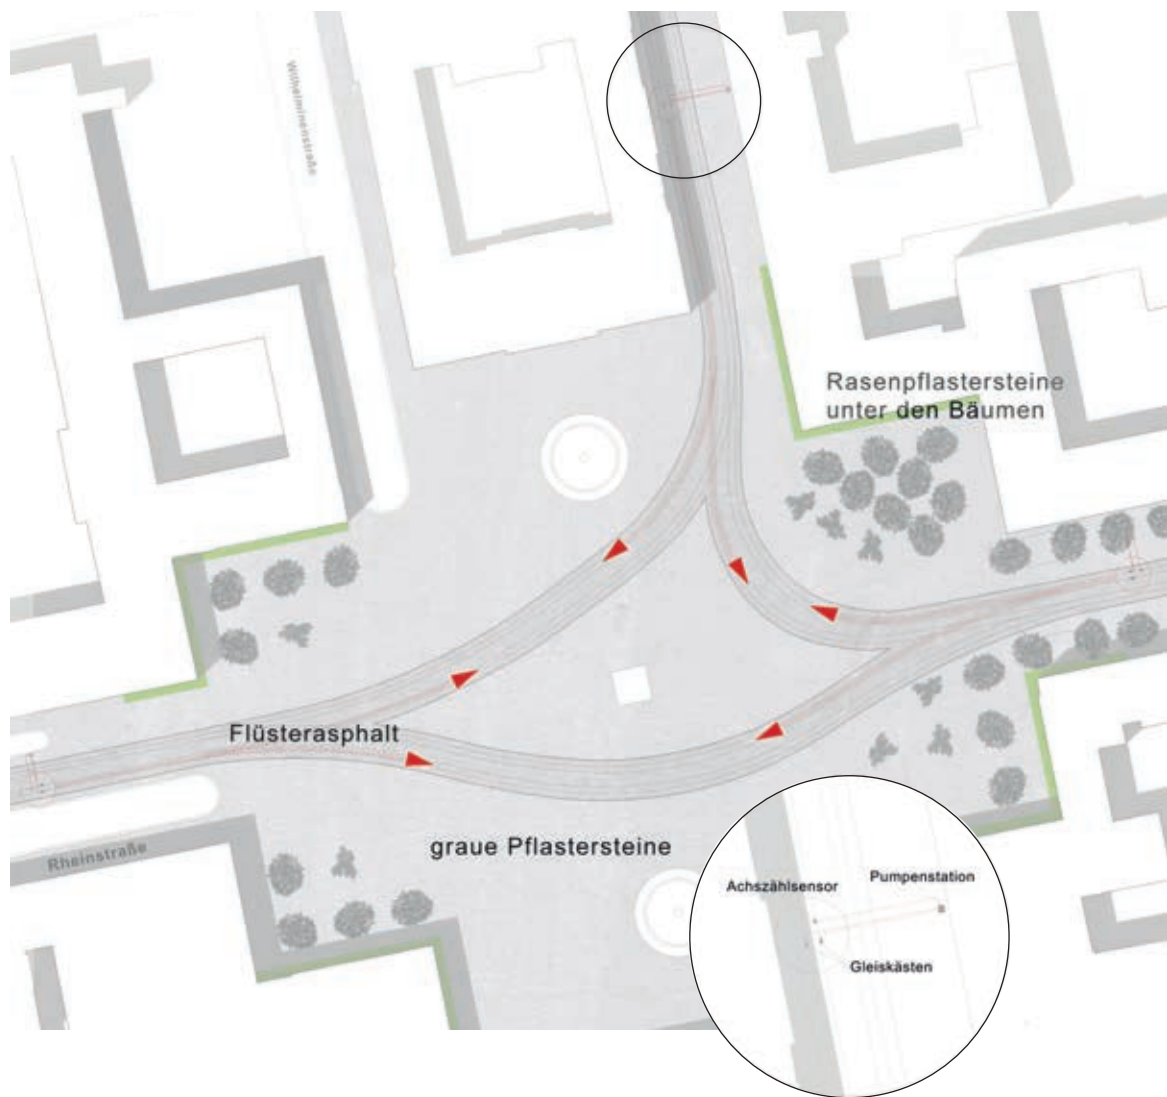 Wilhelminenstraße
Rasenpflastersteine
unter den Bäumen
Flüsterasphalt
graue Pflastersteine
Rheinstraße
Achszählsensor
Pumpenstation
Gleiskästen